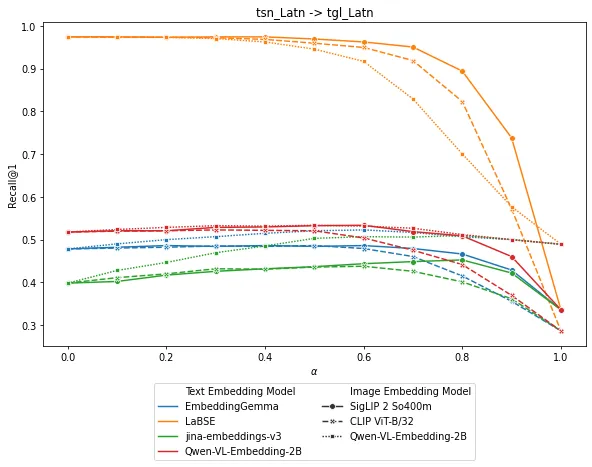 tsn_Latn -> tgl_Latn
1.0
0.9
0.8
0.7
0.6
0.5
0.4
0.3
Recall@1
0.0 0.2 0.4 0.6 0.8 1.0
α
Text Embedding Model
EmbeddingGemma
LaBSE
jina-embeddings-v3
Qwen-VL-Embedding-2B
Image Embedding Model
SigLIP 2 So400m
CLIP ViT-B/32
Qwen-VL-Embedding-2B